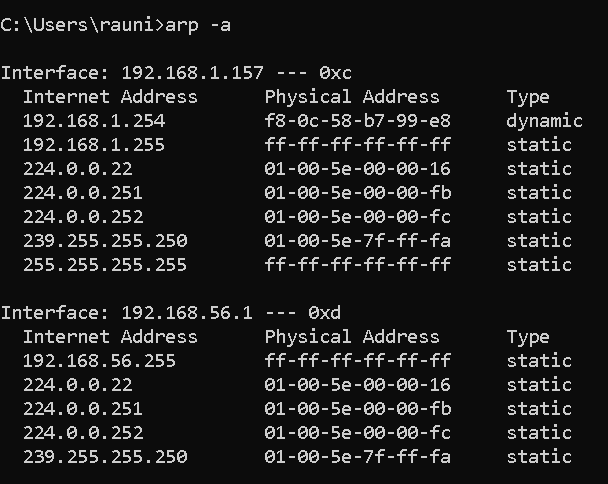 C:\Users\rauni>arp -a
Interface: 192.168.1.157 --- 0xc
Internet Address Physical Address Type
192.168.1.254 f8-0c-58-b7-99-e8 dynamic
192.168.1.255 ff-ff-ff-ff-ff-ff static
224.0.0.22 01-00-5e-00-00-16 static
224.0.0.251 01-00-5e-00-00-fb static
224.0.0.252 01-00-5e-00-00-fc static
239.255.255.250 01-00-5e-7f-ff-fa static
255.255.255.255 ff-ff-ff-ff-ff-ff static
Interface: 192.168.56.1 --- 0xd
Internet Address Physical Address Type
192.168.56.255 ff-ff-ff-ff-ff-ff static
224.0.0.22 01-00-5e-00-00-16 static
224.0.0.251 01-00-5e-00-00-fb static
224.0.0.252 01-00-5e-00-00-fc static
239.255.255.250 01-00-5e-7f-ff-fa static